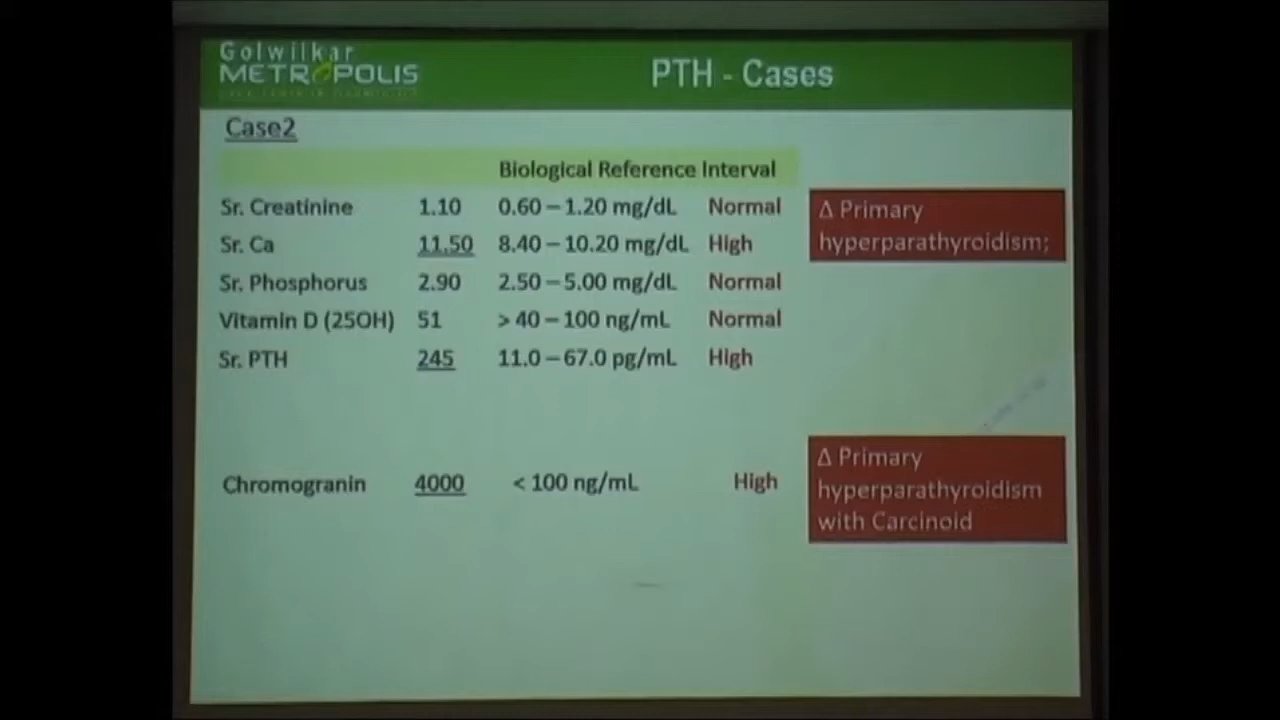 Golwilkar
METROPOLIS
PTH - Cases
Case2
Biological Reference Interval
Sr. Creatinine 1.10 0.60 – 1.20 mg/dL Normal
Sr. Ca 11.50 8.40 – 10.20 mg/dL High
Sr. Phosphorus 2.90 2.50 – 5.00 mg/dL Normal
Vitamin D (25OH) 51 > 40 – 100 ng/mL Normal
Sr. PTH 245 11.0 – 67.0 pg/mL High
Δ Primary
hyperparathyroidism;
Chromogranin 4000 < 100 ng/mL High
Δ Primary
hyperparathyroidism
with Carcinoid